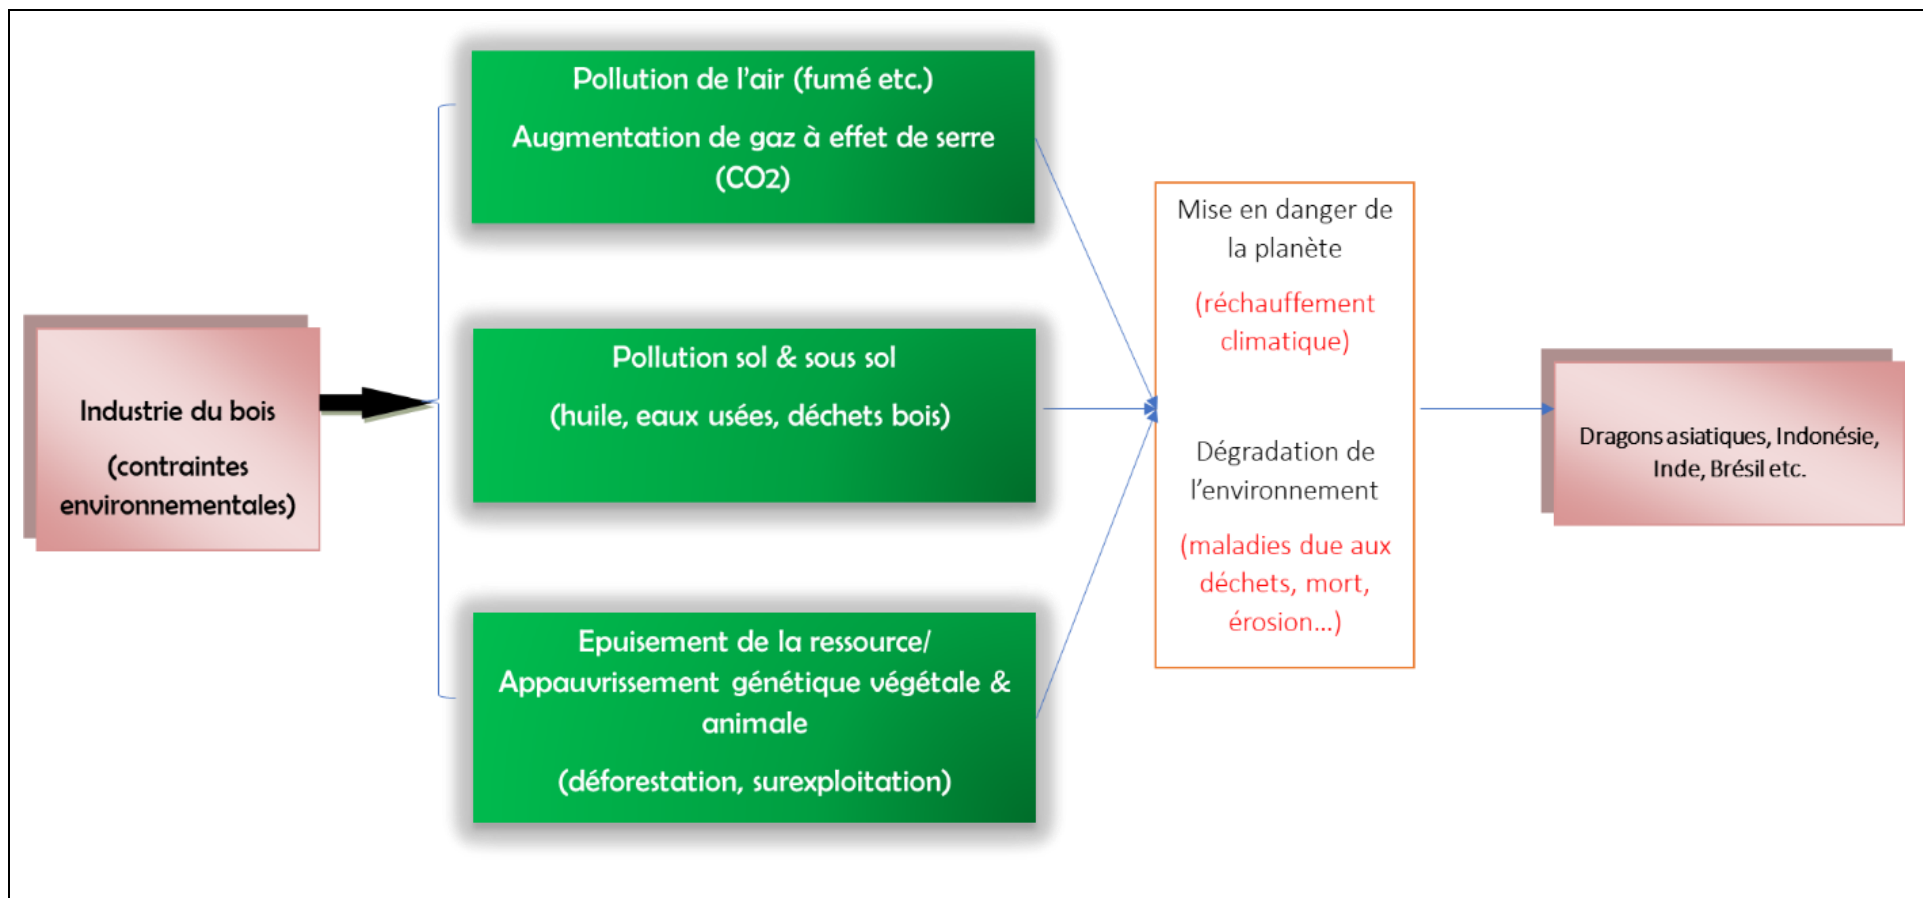 Industrie du bois
(contraintes
environnementales)
Pollution de l'air (fumé etc.)
Augmentation de gaz à effet de serre
(CO2)
Pollution sol & sous sol
(huile, eaux usées, déchets bois)
Epuisement de la ressource/
Appauvrissement génétique végétale &
animale
(déforestation, surexploitation)
Mise en danger de
la planète
(réchauffement
climatique)
Dégradation de
l'environnement
(maladies due aux
déchets, mort,
érosion...)
Dragons asiatiques, Indonésie,
Inde, Brésil etc.